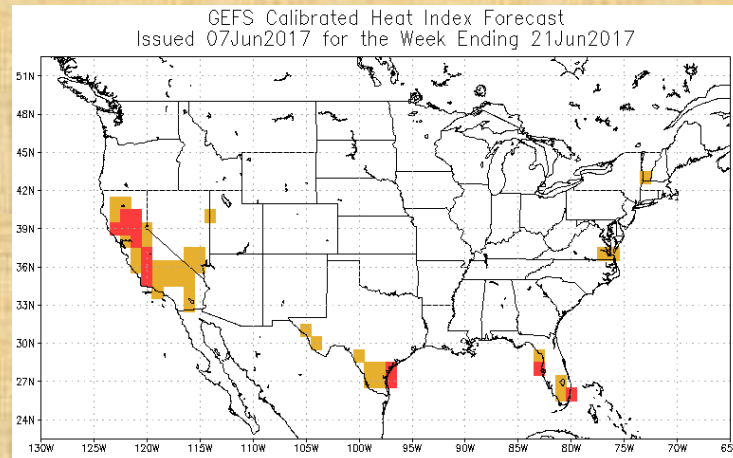 GEFS Calibrated Heat Index Forecast
Issued 07Jun2017 for the Week Ending 21Jun2017
51N
48N
45N
42N
39N
36N
33N
30N
27N
24N
130W 125W 120W 115W 110W 105W 100W 95W 90W 85W 80W 75W 70W 65W